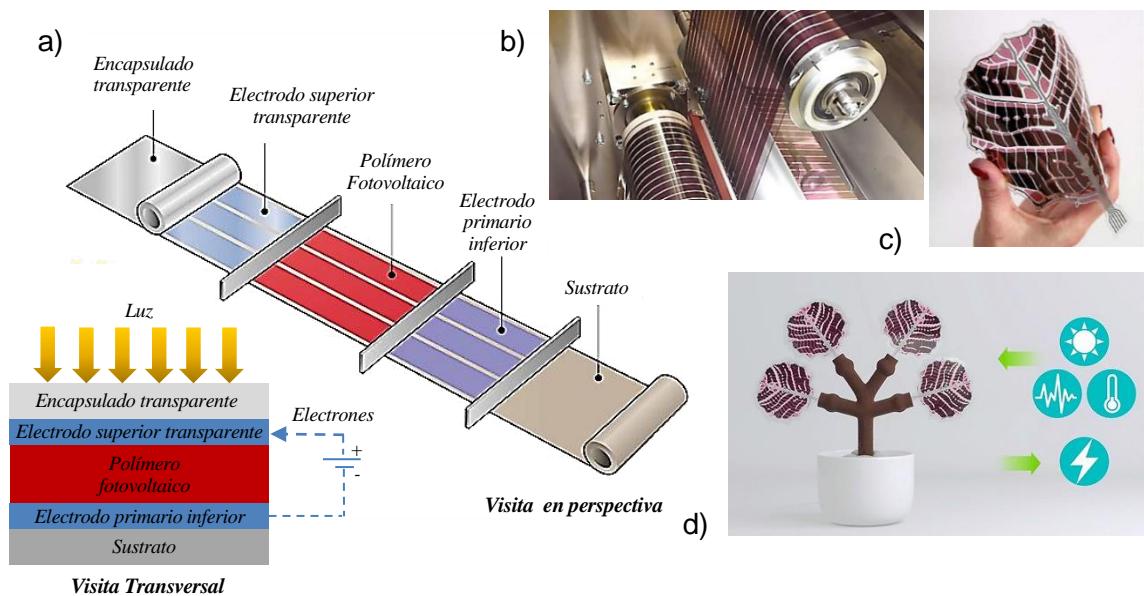 a)
Encapsulado
transparente
Electrodo superior
transparente
Polímero
Fotovoltaico
Electrodo
primario
inferior
Sustrato
Visita en perspectiva
Luz
Encapsulado transparente
Electrodo superior transparente
Polímero
fotovoltaico
Electrodo primario inferior
Sustrato
Electrones
+
-
Visita Transversal
b)
c)
d)